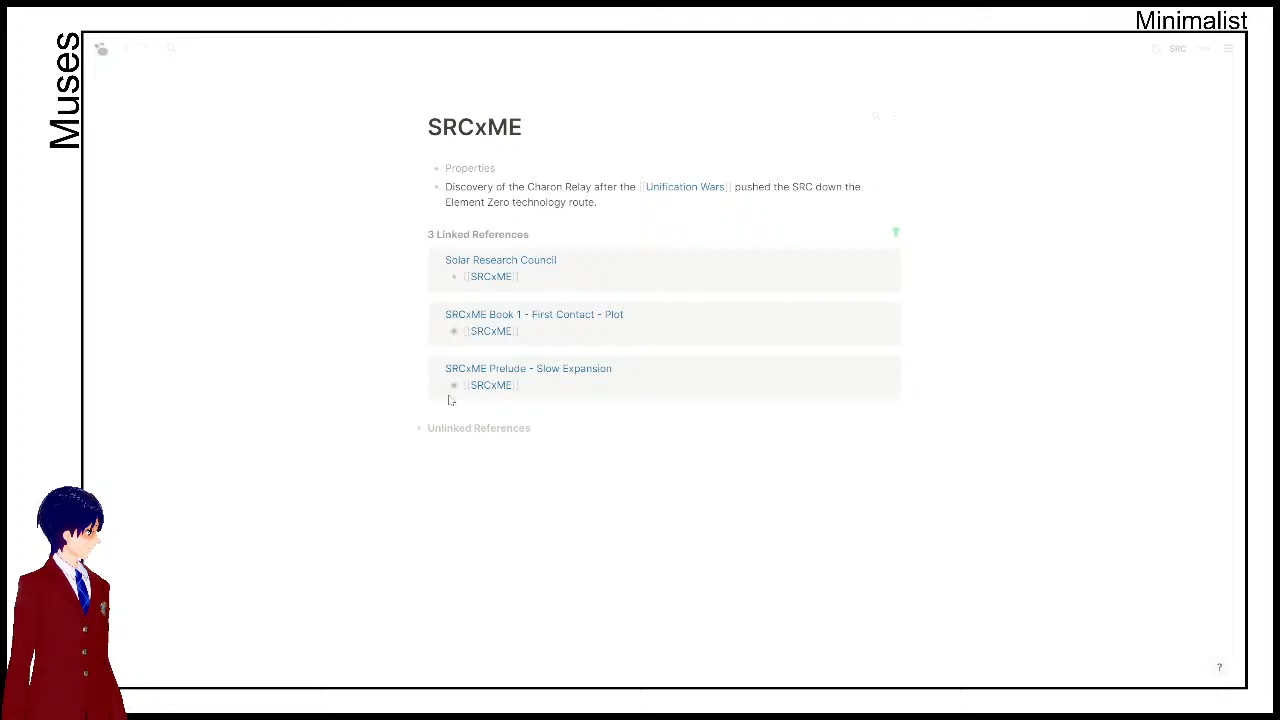 Minimalist
Muses
SRC
SRCxME
Properties
Discovery of the Charon Relay after the [[Unification Wars]] pushed the SRC down the
Element Zero technology route.
3 Linked References
Solar Research Council
[[SRCxME]]
SRCxME Book 1 - First Contact - Plot
[[SRCxME]]
SRCxME Prelude - Slow Expansion
[[SRCxME]]
Unlinked References
?